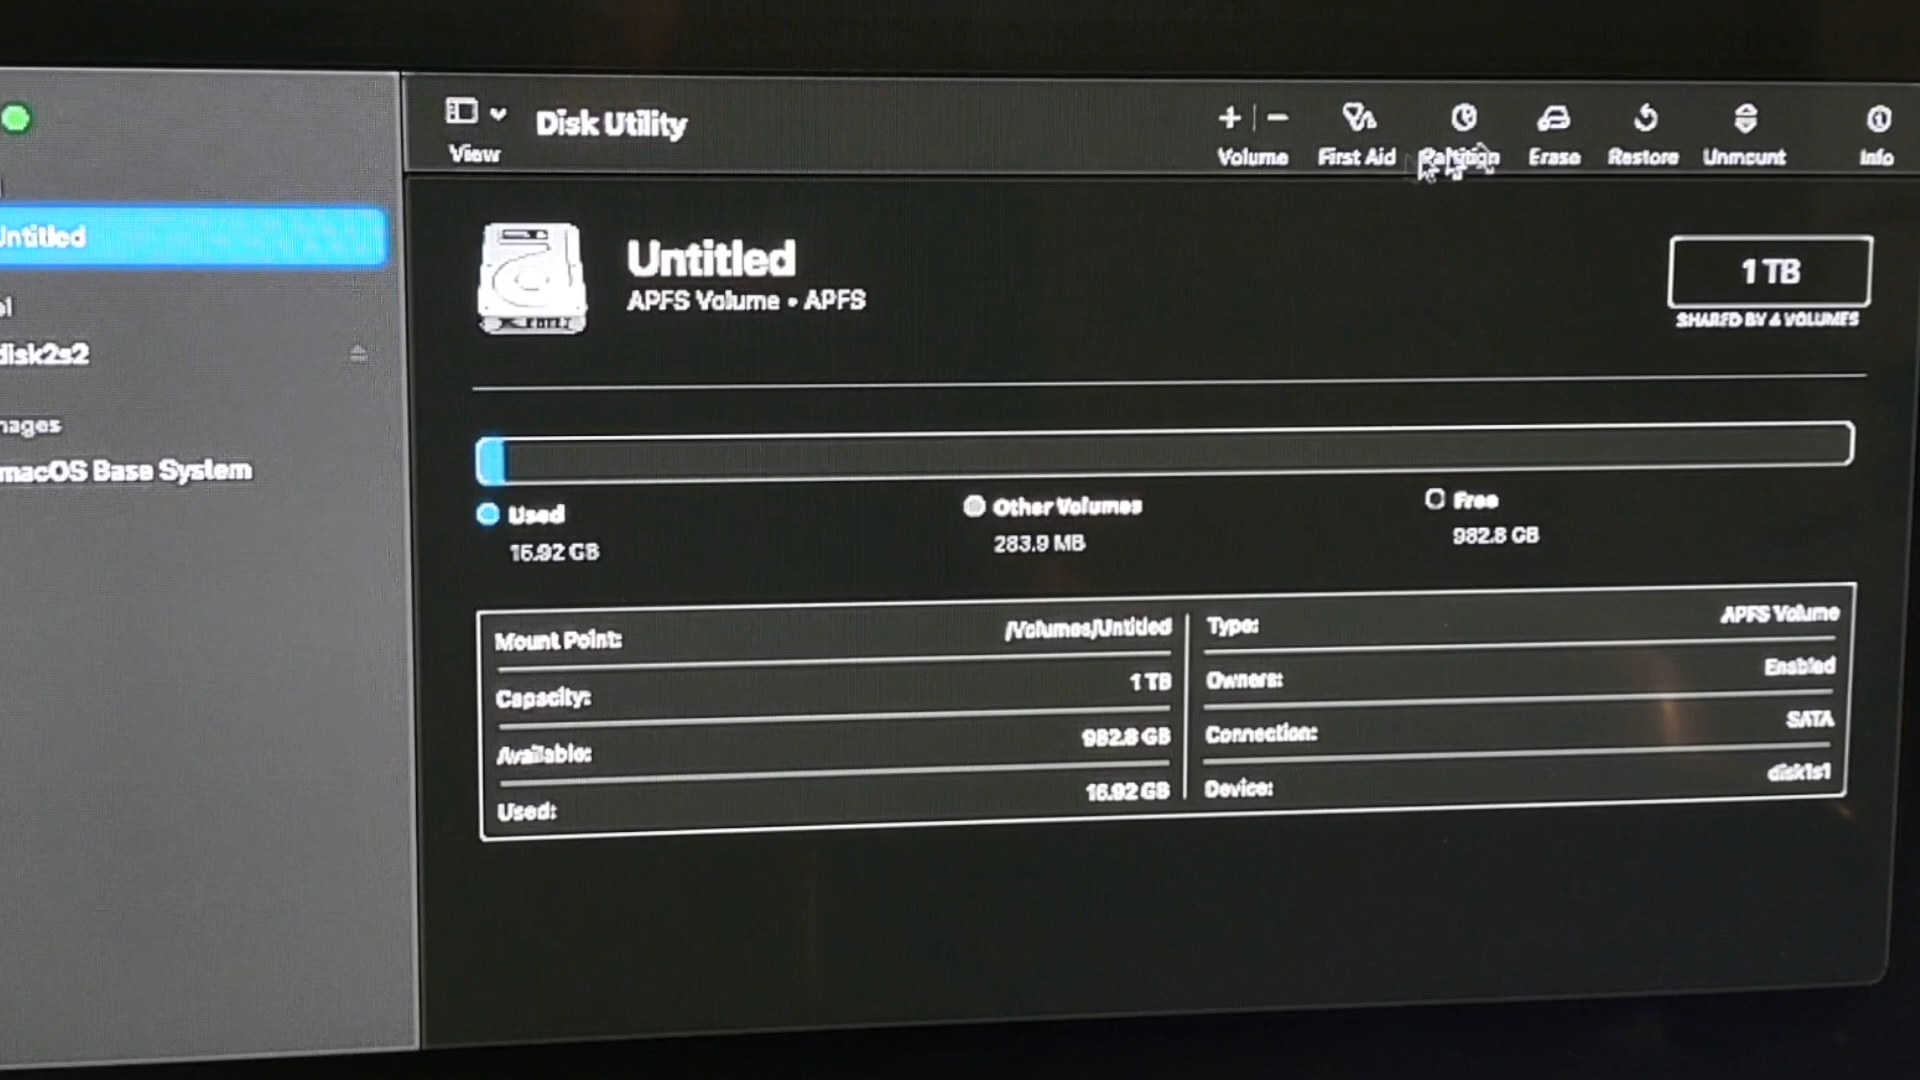 View
Disk Utility
Volume
First Aid
Partition
Erase
Restore
Unmount
Info
Untitled
disk2s2
macOS Base System
Untitled
APFS Volume • APFS
1 TB
SHARED BY 4 VOLUMES
Used
16.92 GB
Other Volumes
283.9 MB
Free
982.8 GB
Mount Point: /Volumes/Untitled
Capacity: 1 TB
Available: 982.8 GB
Used: 16.92 GB
Type: APFS Volume
Owners: Enabled
Connection: SATA
Device: disk1s1